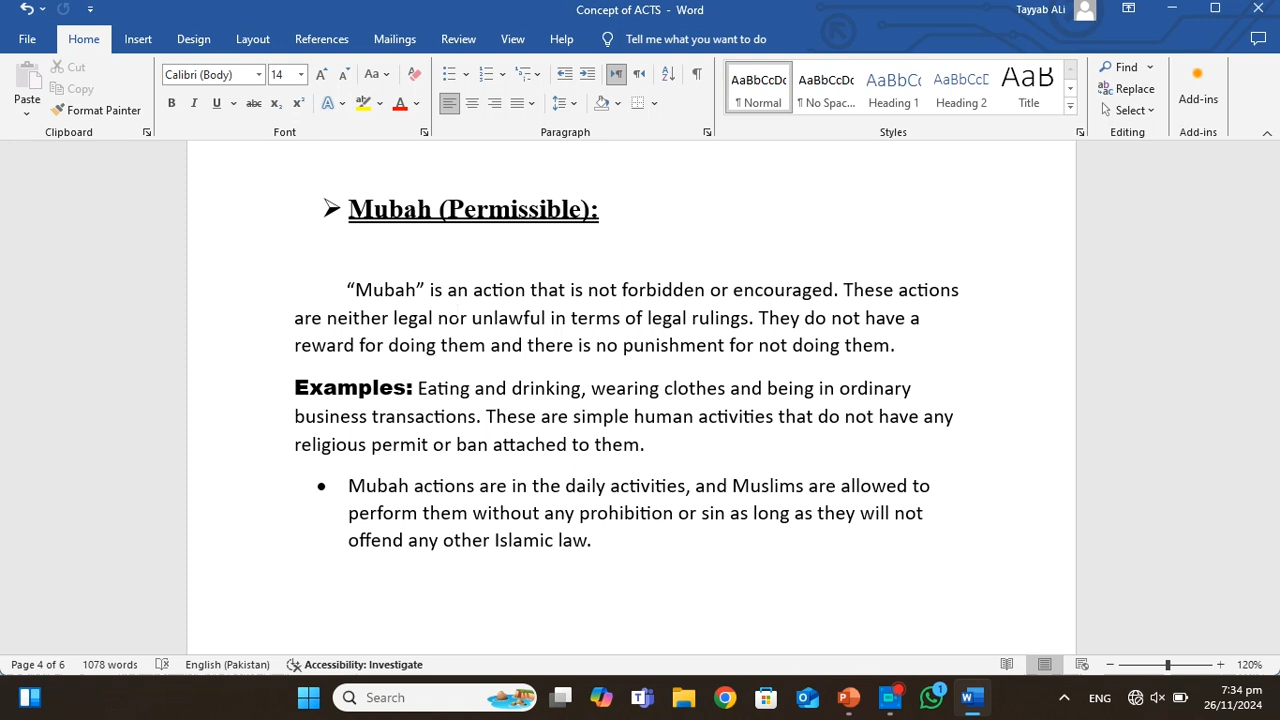 Concept of ACTS - Word
Tayyab ALi
File Home Insert Design Layout References Mailings Review View Help Tell me what you want to do
Paste
Cut
Copy
Format Painter
Clipboard
Calibri (Body) 14
Font
Paragraph
AaBbCcDc
¶ Normal
AaBbCcDc
¶ No Spac...
AaBbCc
Heading 1
AaBbCcD
Heading 2
AaB
Title
Styles
Find
Replace
Select
Editing
Add-ins
Add-ins
➢ Mubah (Permissible):
“Mubah” is an action that is not forbidden or encouraged. These actions
are neither legal nor unlawful in terms of legal rulings. They do not have a
reward for doing them and there is no punishment for not doing them.
Examples: Eating and drinking, wearing clothes and being in ordinary
business transactions. These are simple human activities that do not have any
religious permit or ban attached to them.
• Mubah actions are in the daily activities, and Muslims are allowed to
perform them without any prohibition or sin as long as they will not
offend any other Islamic law.
Page 4 of 6 1078 words English (Pakistan) Accessibility: Investigate 120%
Search
1
ENG
7:34 pm
26/11/2024